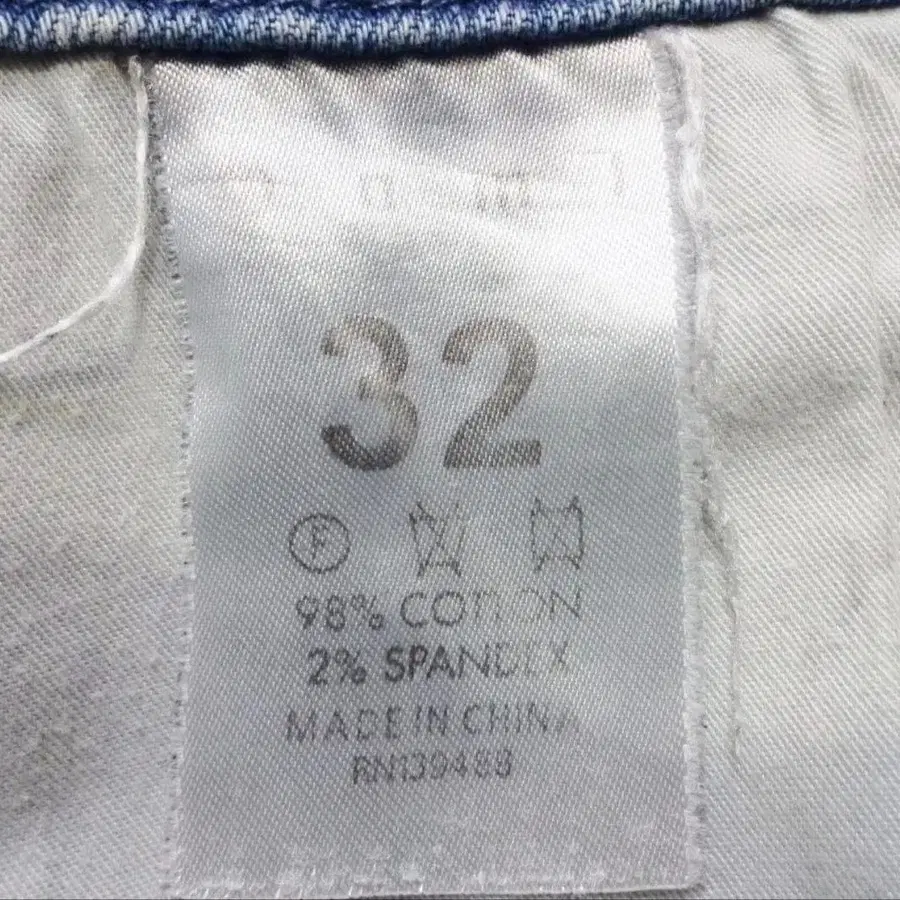 32
F
98% COTTON
2% SPANDEX
MADE IN CHINA
RN139488